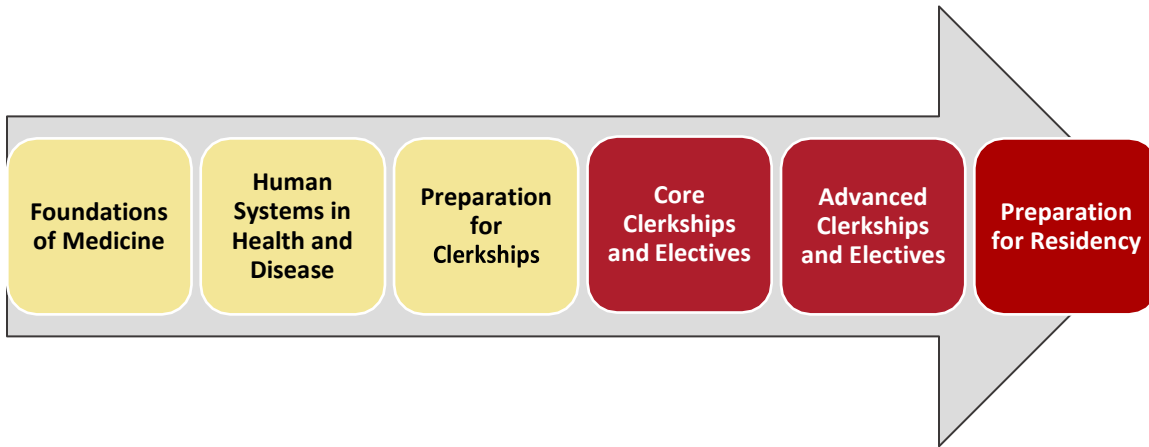 Foundations
of Medicine
Human
Systems in
Health and
Disease
Preparation
for
Clerkships
Core
Clerkships
and Electives
Advanced
Clerkships
and Electives
Preparation
for Residency